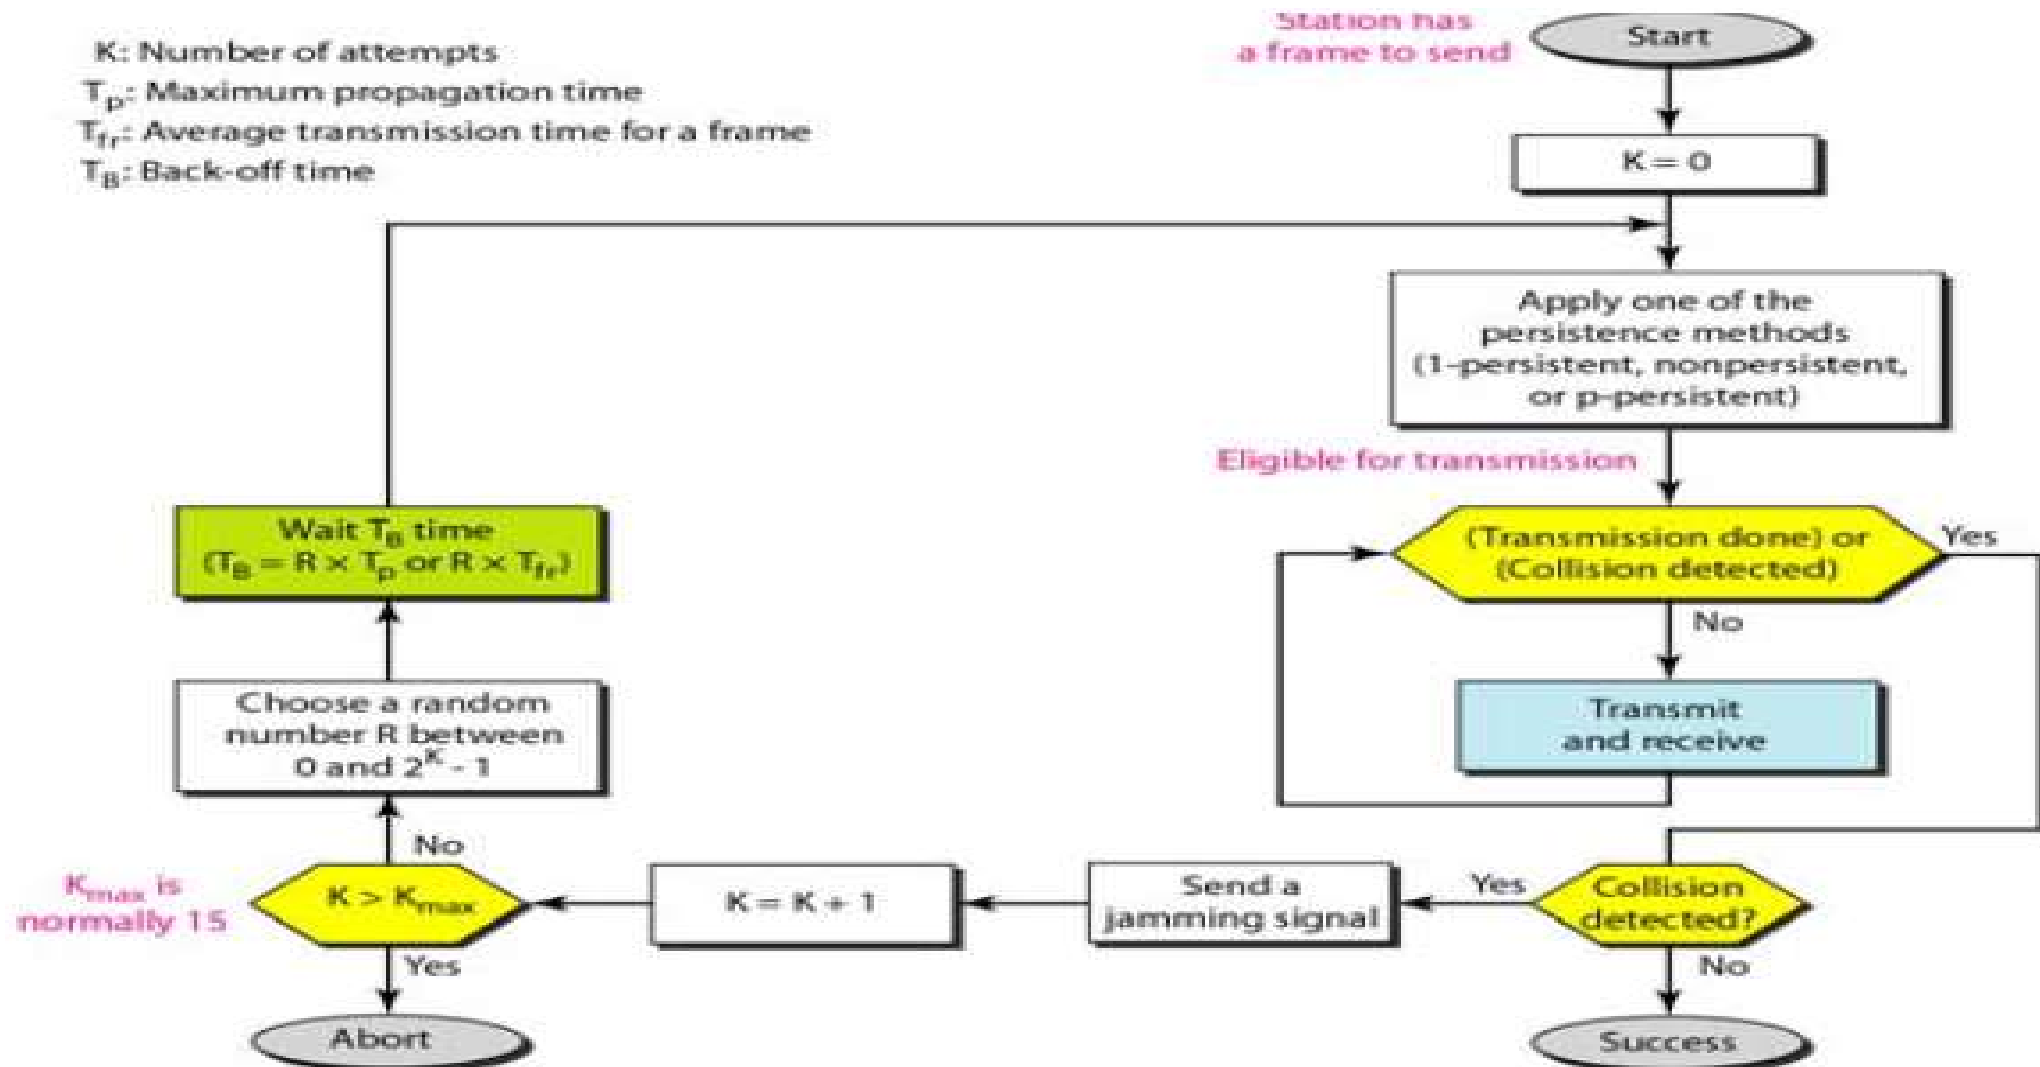 K: Number of attempts
Tp: Maximum propagation time
Tfr: Average transmission time for a frame
TB: Back-off time
Station has
a frame to send
Start
K = 0
Apply one of the
persistence methods
(1-persistent, nonpersistent,
or p-persistent)
Eligible for transmission
(Transmission done) or
(Collision detected)
Yes
No
Transmit
and receive
Collision
detected?
Yes
No
Success
Send a
jamming signal
K = K + 1
K > Kmax
Kmax is
normally 15
Yes
Abort
No
Choose a random
number R between
0 and 2^K - 1
Wait TB time
(TB = R × Tp or R × Tfr)